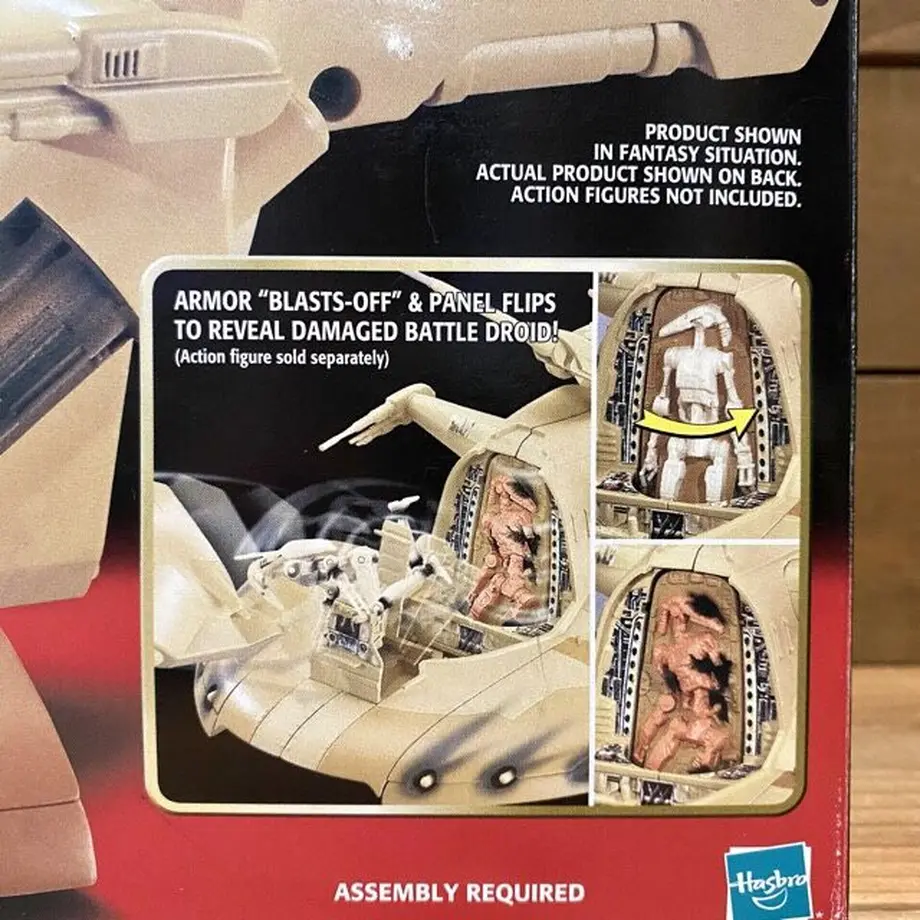 PRODUCT SHOWN
IN FANTASY SITUATION.
ACTUAL PRODUCT SHOWN ON BACK.
ACTION FIGURES NOT INCLUDED.
ARMOR “BLASTS-OFF” & PANEL FLIPS
TO REVEAL DAMAGED BATTLE DROID!
(Action figure sold separately)
ASSEMBLY REQUIRED
Hasbro